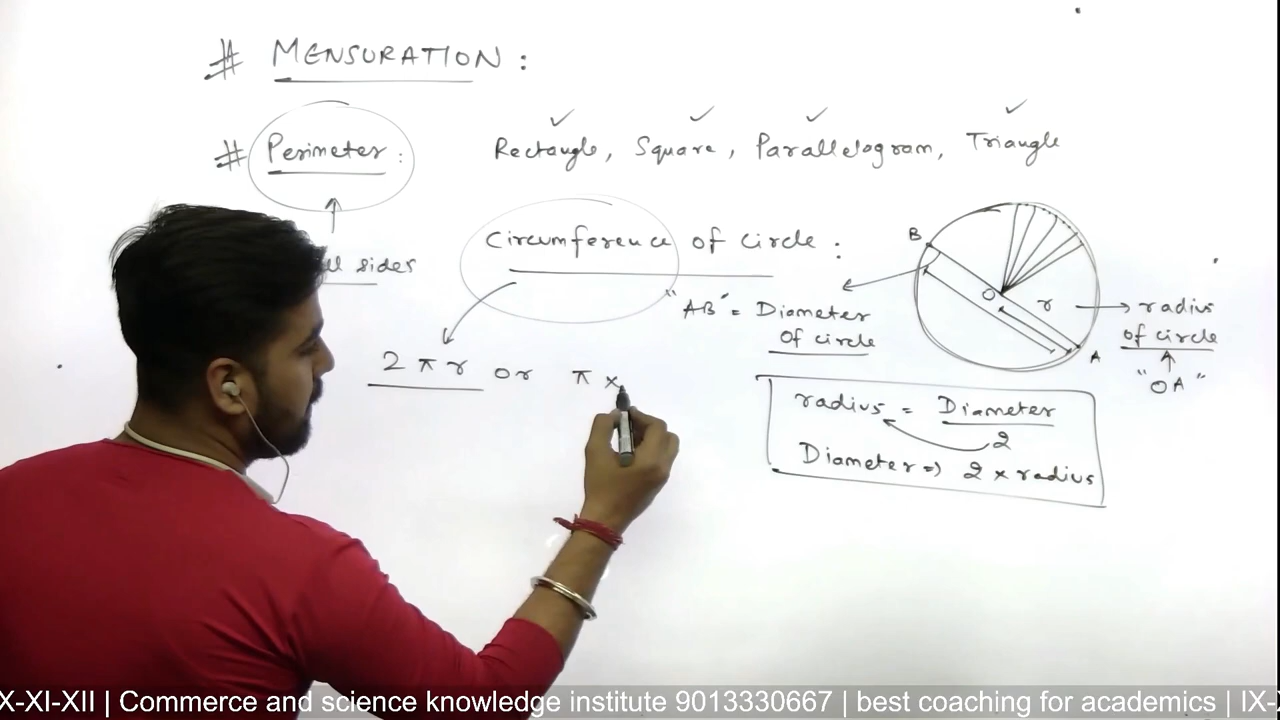 # MENSURATION :
# Perimeter : Rectangle, Square, Parallelogram, Triangle
sides
Circumference of circle :
2 π r or π ×
"AB" = Diameter
Of circle
B
O
r
A
radius
of circle
"OA"
radius = Diameter
2
Diameter => 2 × radius
X-XI-XII | Commerce and science knowledge institute 9013330667 | best coaching for academics | IX-